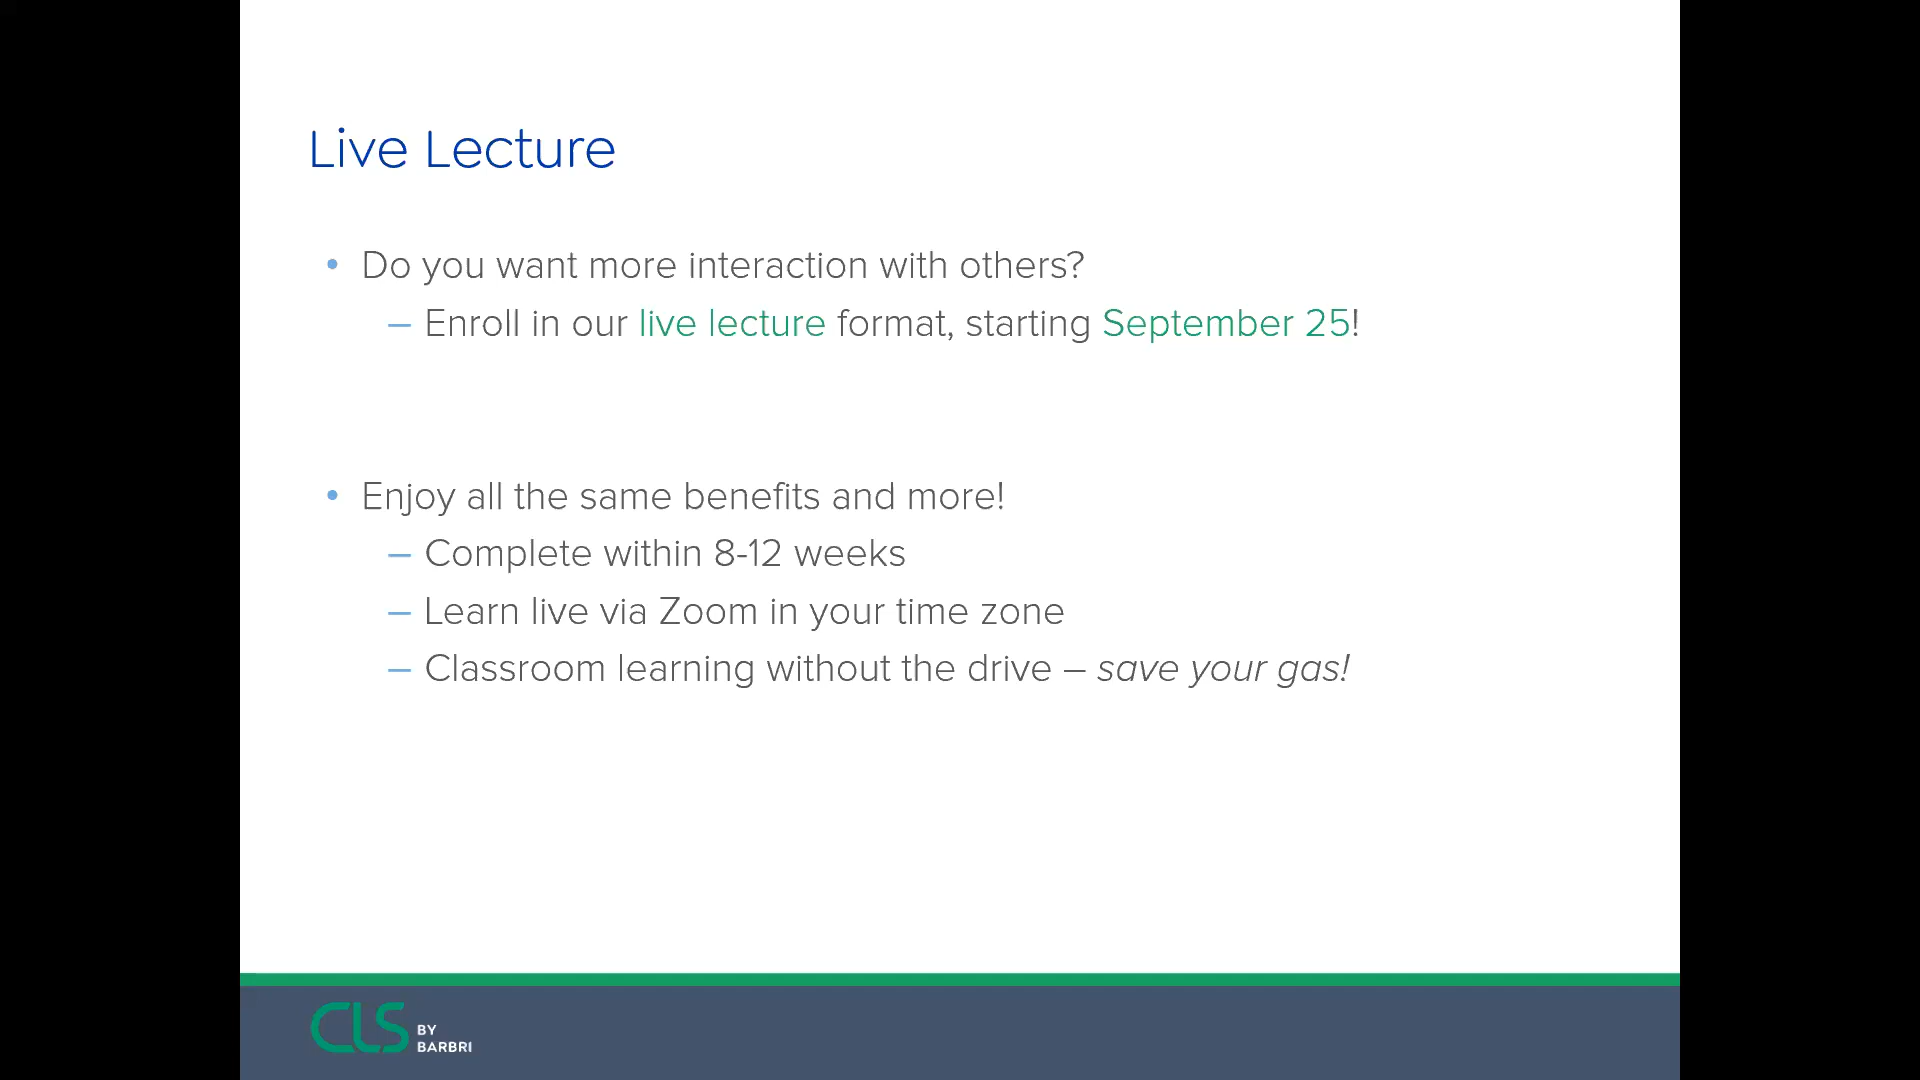 Live Lecture
• Do you want more interaction with others?
– Enroll in our live lecture format, starting September 25!
• Enjoy all the same benefits and more!
– Complete within 8-12 weeks
– Learn live via Zoom in your time zone
– Classroom learning without the drive – save your gas!
CLS BY
BARBRI